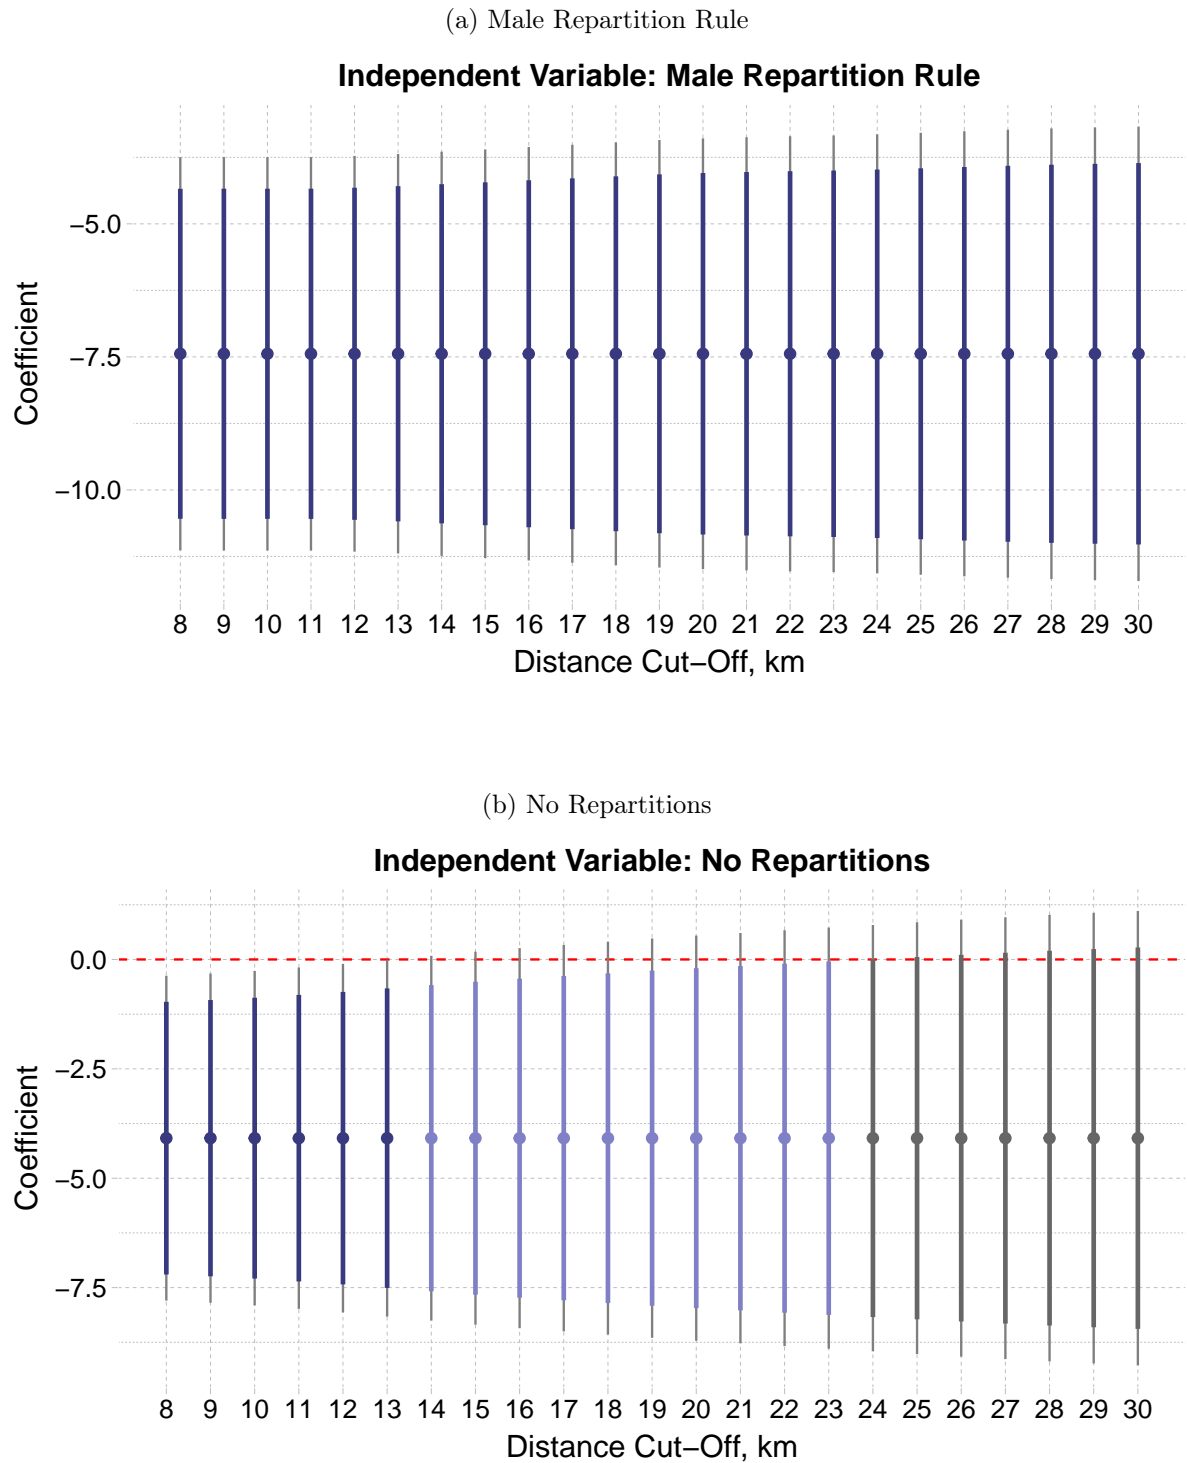 (a) Male Repartition Rule
Independent Variable: Male Repartition Rule
Coefficient
−5.0
−7.5
−10.0
8 9 10 11 12 13 14 15 16 17 18 19 20 21 22 23 24 25 26 27 28 29 30
Distance Cut−Off, km
(b) No Repartitions
Independent Variable: No Repartitions
Coefficient
0.0
−2.5
−5.0
−7.5
8 9 10 11 12 13 14 15 16 17 18 19 20 21 22 23 24 25 26 27 28 29 30
Distance Cut−Off, km